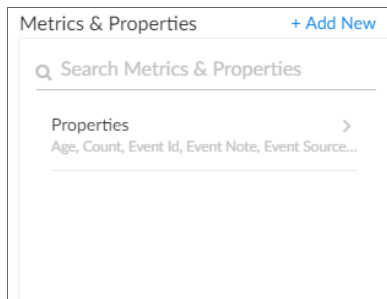 Metrics & Properties + Add New
Search Metrics & Properties
Properties
Age, Count, Event Id, Event Note, Event Source...